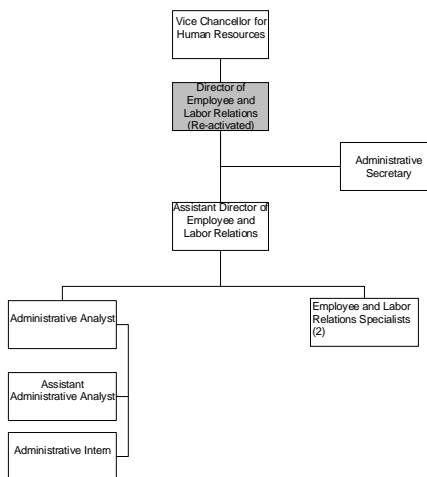 Vice Chancellor for
Human Resources
Director of
Employee and
Labor Relations
(Re-activated)
Administrative
Secretary
Assistant Director of
Employee and
Labor Relations
Administrative Analyst
Employee and Labor
Relations Specialists
(2)
Assistant
Administrative Analyst
Administrative Intern